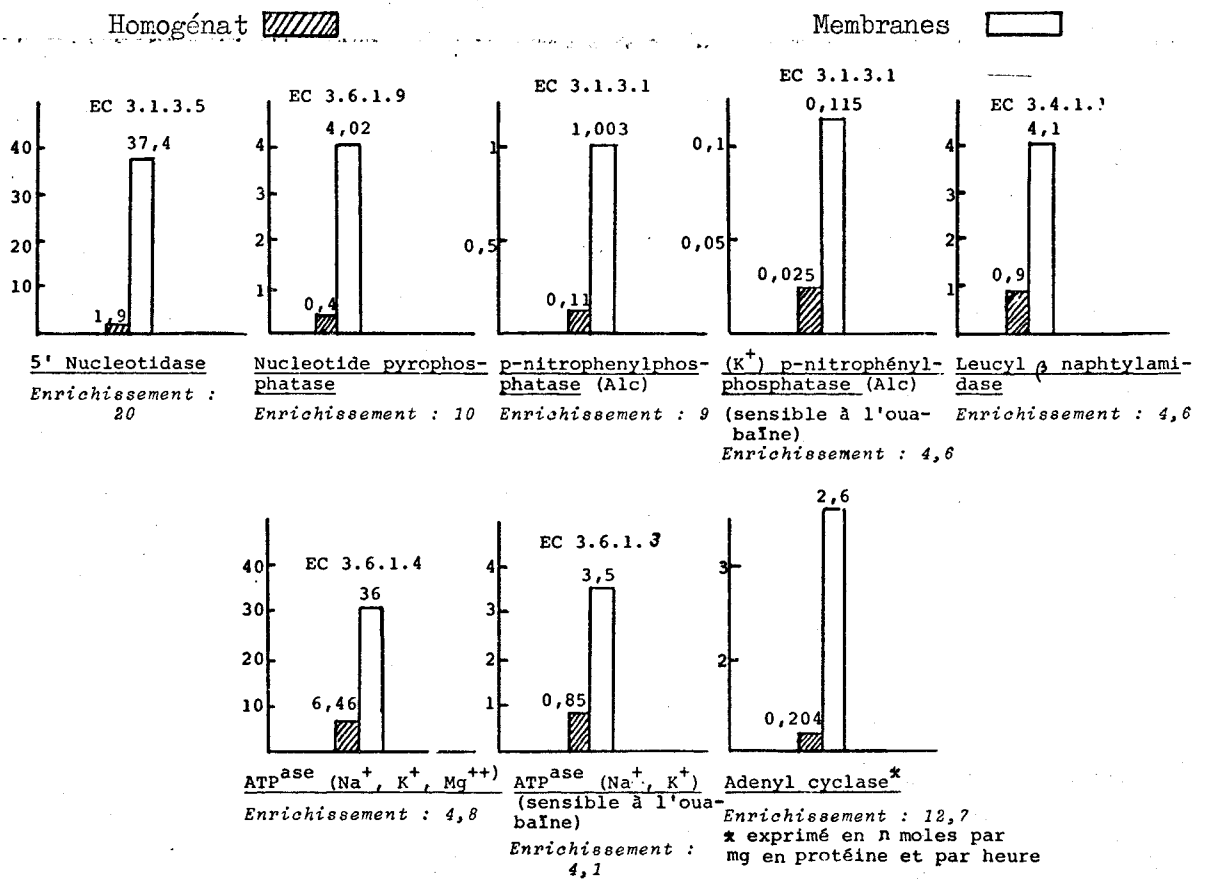 Homogénat
Membranes
EC 3.1.3.5
37,4
40
30
20
10
1,9
5' Nucleotidase
Enrichissement :
20
EC 3.6.1.9
4,02
4
3
2
1
0,4
Nucleotide pyrophos-
phatase
Enrichissement : 10
EC 3.1.3.1
1,003
1
0,5
0,11
p-nitrophenylphos-
phatase (Alc)
Enrichissement : 9
EC 3.1.3.1
0,115
0,1
0,05
0,025
(K+) p-nitrophényl-
phosphatase (Alc)
(sensible à l'oua-
baïne)
Enrichissement : 4,6
EC 3.4.1.
4,1
4
3
2
1
0,9
Leucyl β naphtylami-
dase
Enrichissement : 4,6
EC 3.6.1.4
36
40
30
20
10
6,46
ATPase (Na+, K+, Mg++)
Enrichissement : 4,8
EC 3.6.1.3
3,5
4
3
2
1
0,85
ATPase (Na+, K+)
(sensible à l'oua-
baïne)
Enrichissement :
4,1
2,6
3
2
0,204
Adenyl cyclase*
Enrichissement : 12,7
* exprimé en n moles par
mg en protéine et par heure